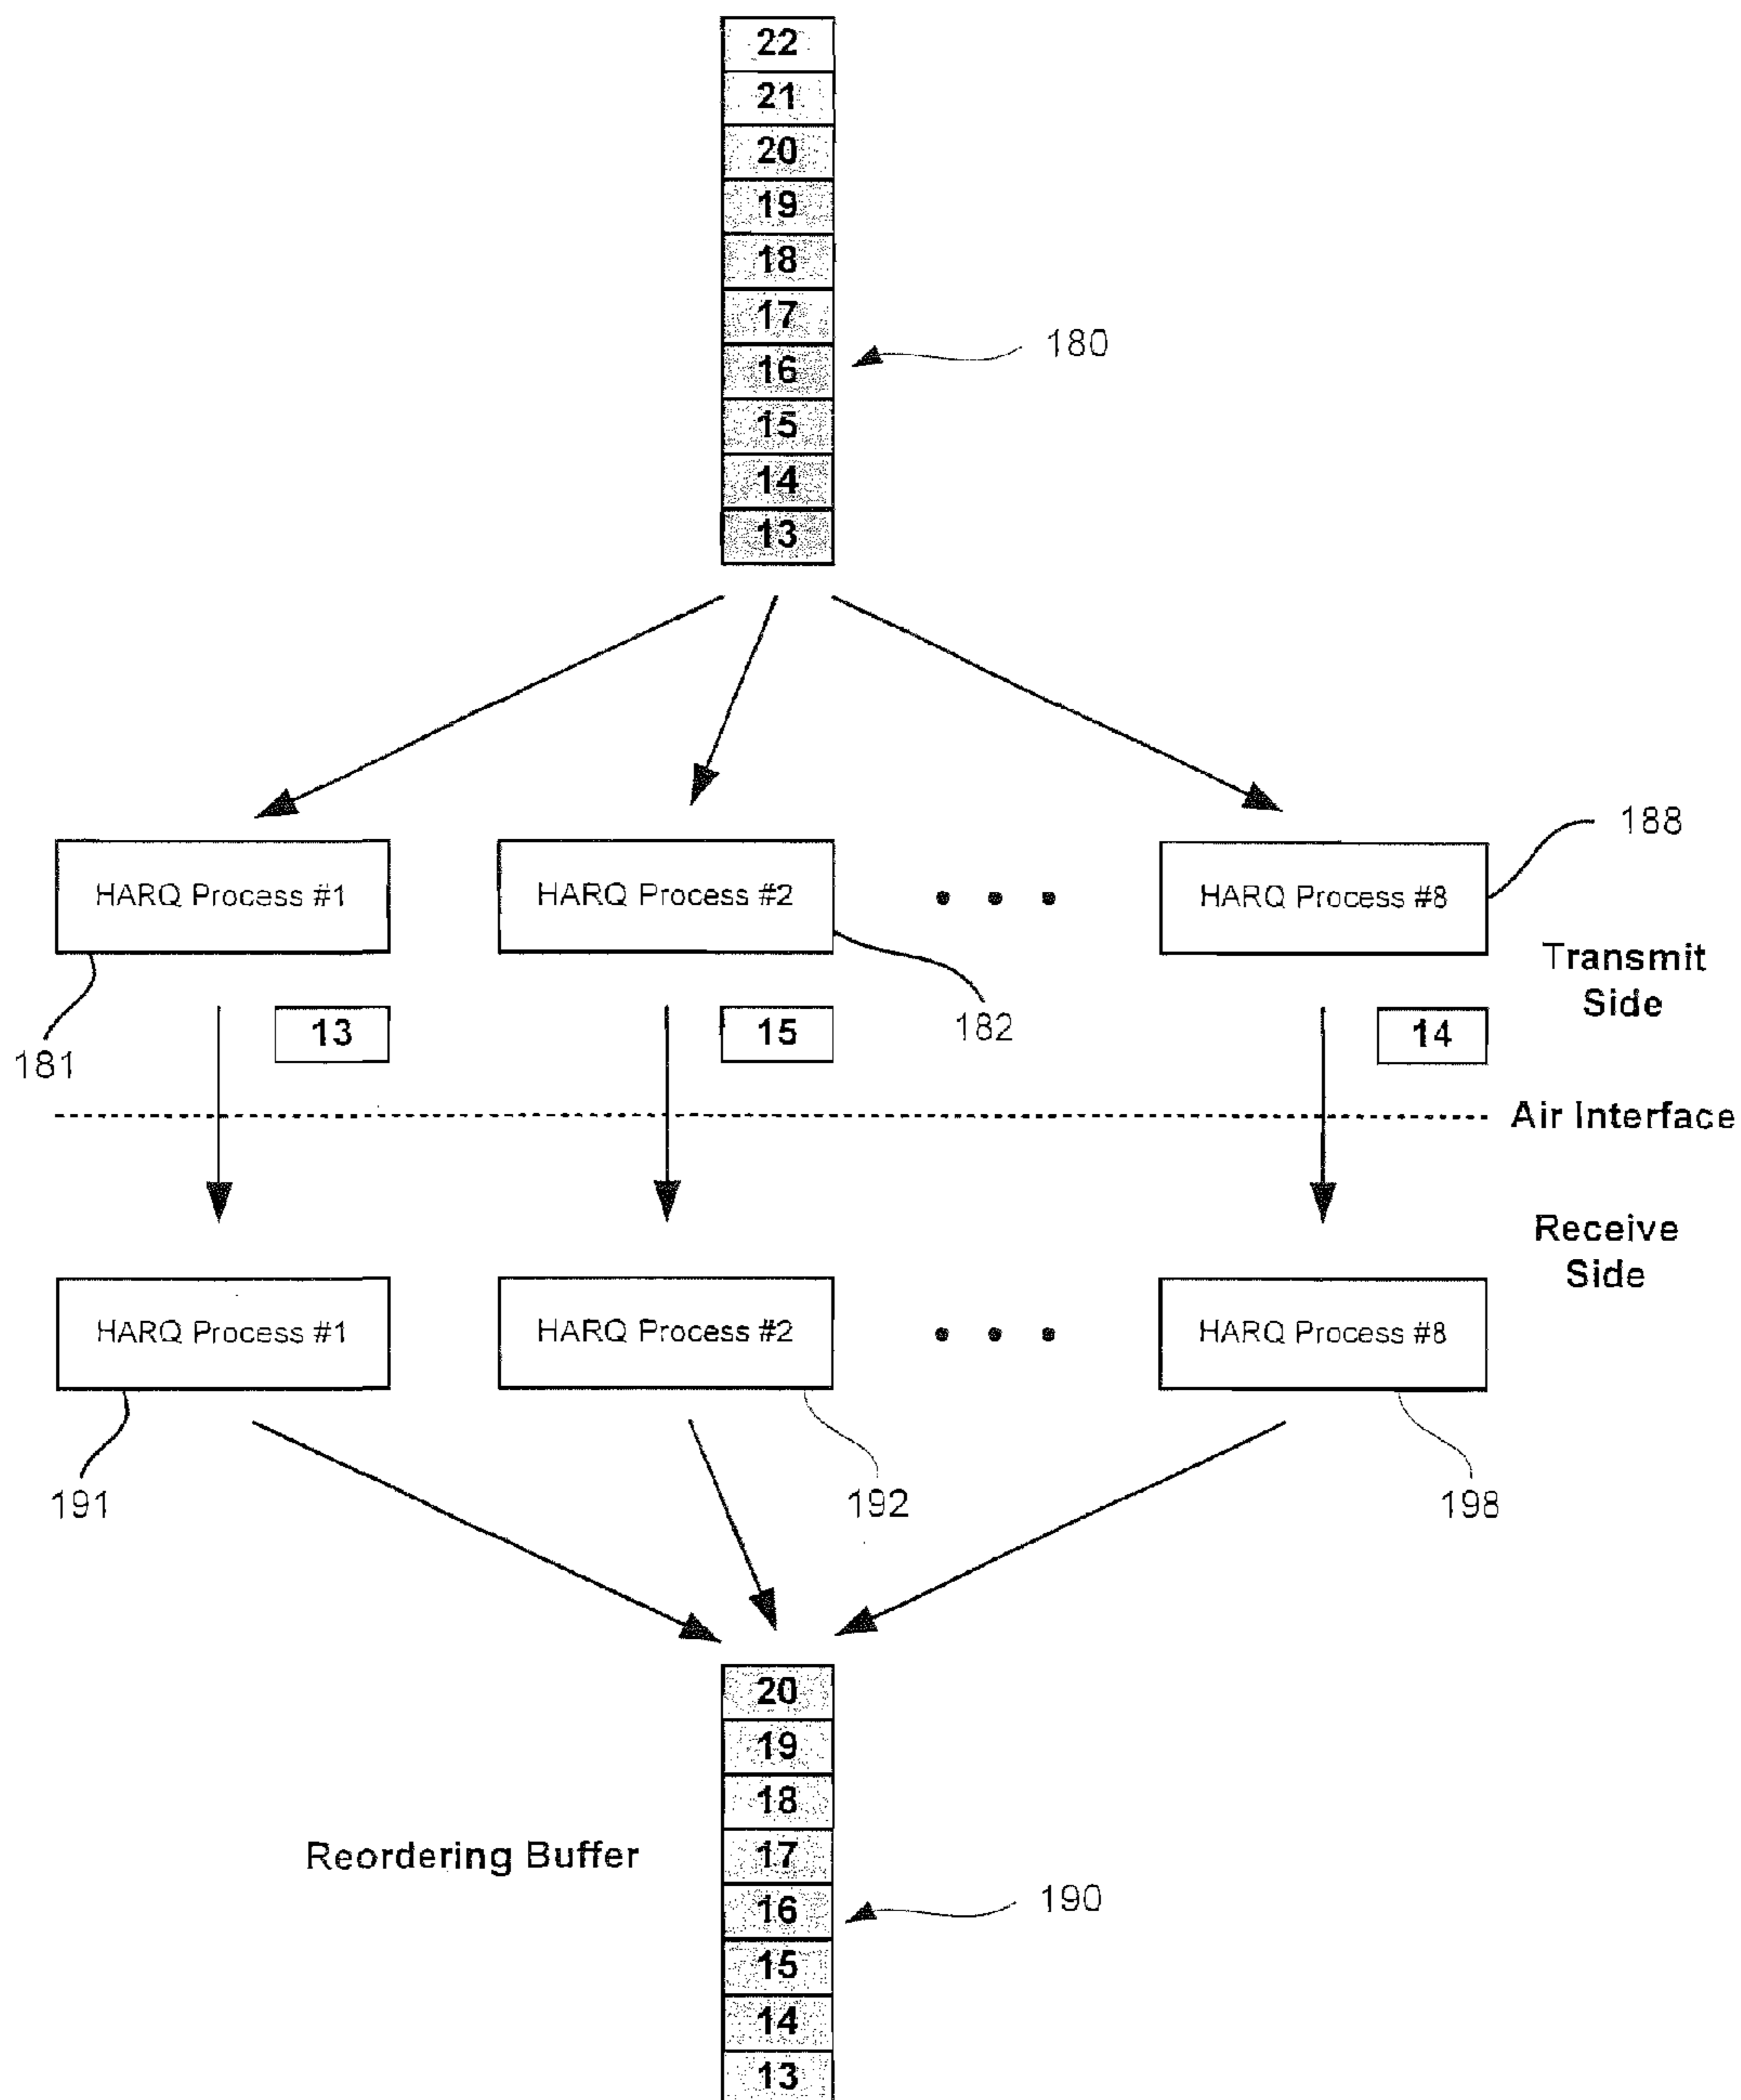 22
21
20
19
18
17
180
16
15
14
13
188
HARQ Process #1
HARQ Process #2
HARQ Process #8
Transmit
Side
13
15
182
14
181
Air Interface
Receive
Side
HARQ Process #1
HARQ Process #2
HARQ Process #8
191
192
198
20
19
18
Reordering Buffer
17
16
190
15
14
13